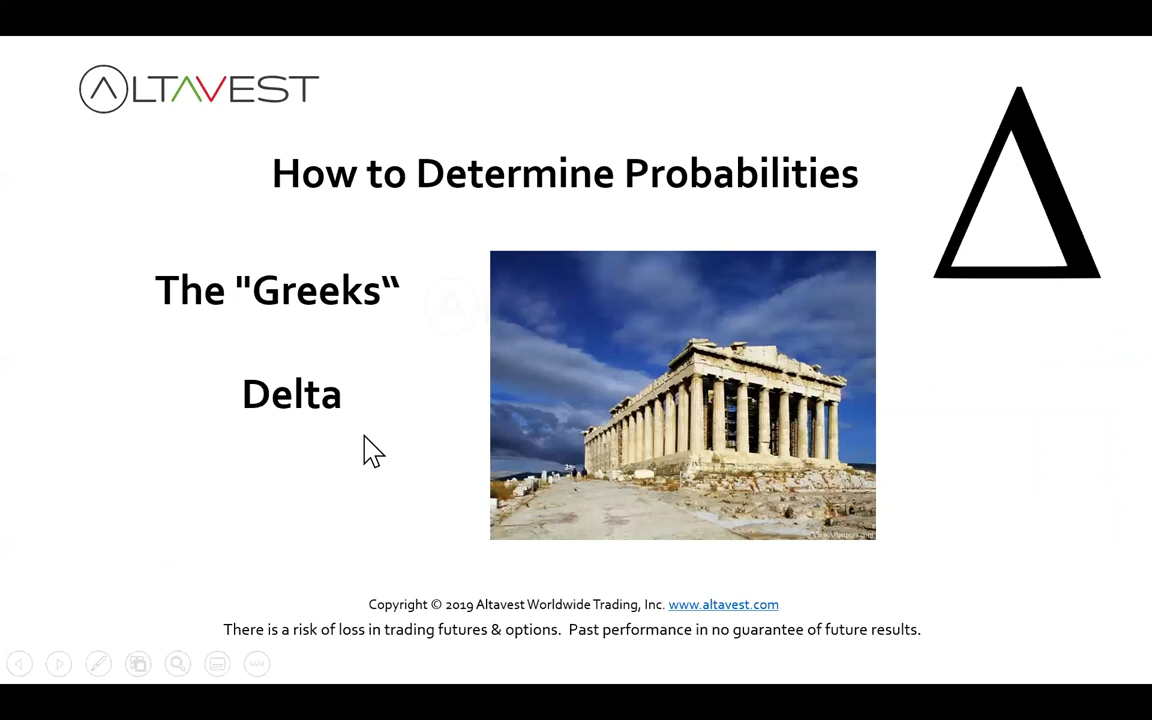 ALTAVEST
Δ
How to Determine Probabilities
The "Greeks“
Delta
Copyright © 2019 Altavest Worldwide Trading, Inc. www.altavest.com
There is a risk of loss in trading futures & options. Past performance in no guarantee of future results.